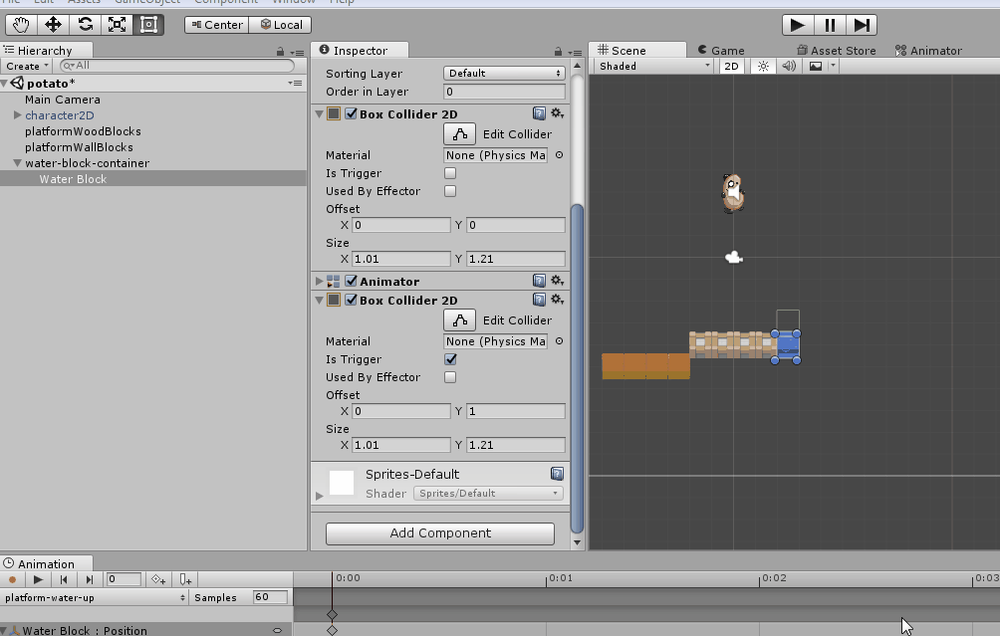 File Edit Assets GameObject Component Window Help
Center Local
Hierarchy
Create All
potato*
Main Camera
character2D
platformWoodBlocks
platformWallBlocks
water-block-container
Water Block
Inspector
Sorting Layer Default
Order in Layer 0
Box Collider 2D
Edit Collider
Material None (Physics Ma
Is Trigger
Used By Effector
Offset
X 0 Y 0
Size
X 1.01 Y 1.21
Animator
Box Collider 2D
Edit Collider
Material None (Physics Ma
Is Trigger
Used By Effector
Offset
X 0 Y 1
Size
X 1.01 Y 1.21
Sprites-Default
Shader Sprites/Default
Add Component
Scene Game Asset Store Animator
Shaded 2D
Animation
0 0:00 0:01 0:02 0:03
platform-water-up Samples 60
Water Block : Position